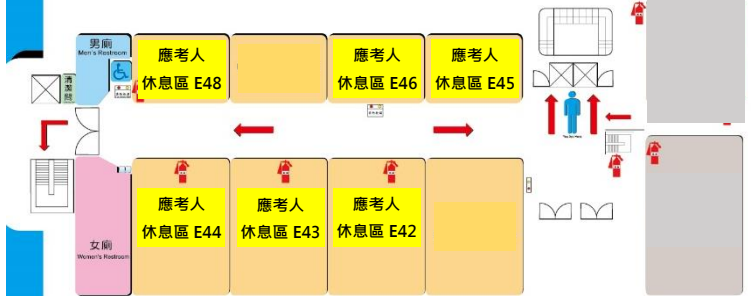 男廁
Men's Restroom
清潔間
應考人
休息區 E48
應考人
休息區 E46
應考人
休息區 E45
應考人
休息區 E44
應考人
休息區 E43
應考人
休息區 E42
女廁
Women's Restroom